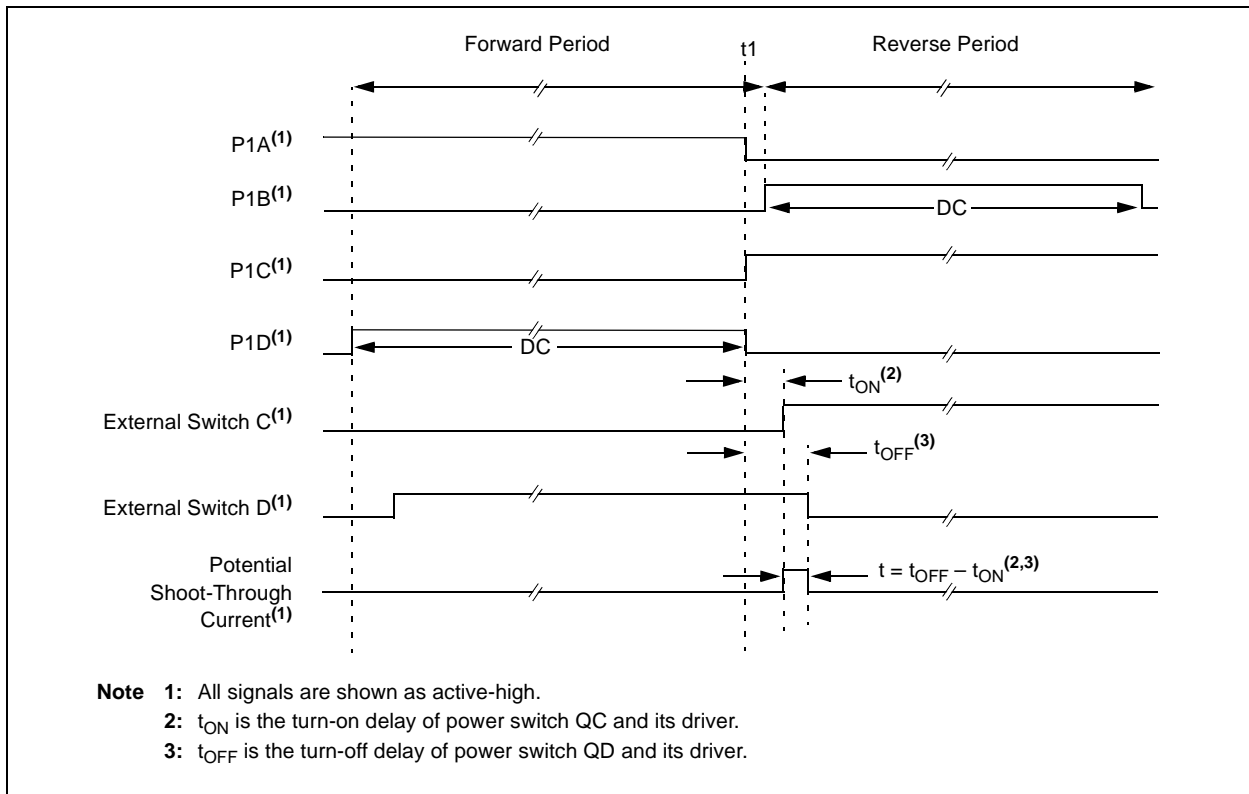 Forward Period
t1
Reverse Period
P1A(1)
P1B(1)
DC
P1C(1)
P1D(1)
DC
tON(2)
External Switch C(1)
tOFF(3)
External Switch D(1)
Potential
Shoot-Through
Current(1)
t = tOFF – tON(2,3)
Note 1: All signals are shown as active-high.
2: tON is the turn-on delay of power switch QC and its driver.
3: tOFF is the turn-off delay of power switch QD and its driver.